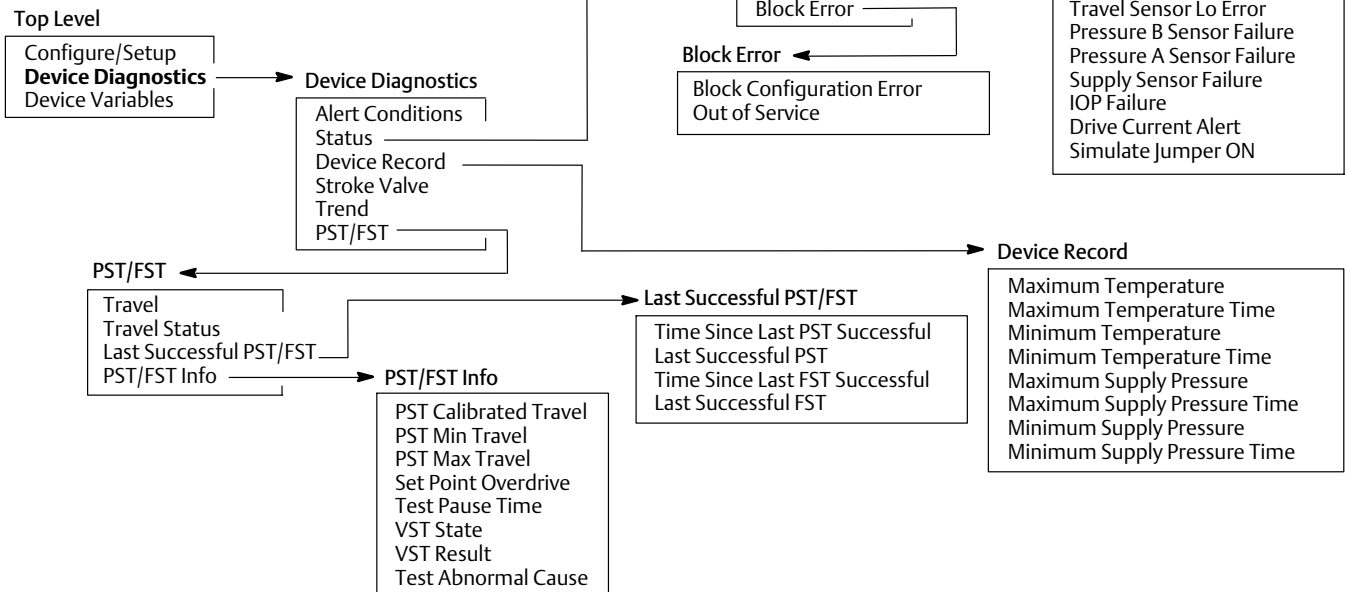 Top Level
Configure/Setup
Device Diagnostics
Device Variables
Device Diagnostics
Alert Conditions
Status
Device Record
Stroke Valve
Trend
PST/FST
Block Error
Block Error
Block Configuration Error
Out of Service
Travel Sensor Lo Error
Pressure B Sensor Failure
Pressure A Sensor Failure
Supply Sensor Failure
IOP Failure
Drive Current Alert
Simulate Jumper ON
PST/FST
Travel
Travel Status
Last Successful PST/FST
PST/FST Info
PST/FST Info
PST Calibrated Travel
PST Min Travel
PST Max Travel
Set Point Overdrive
Test Pause Time
VST State
VST Result
Test Abnormal Cause
Last Successful PST/FST
Time Since Last PST Successful
Last Successful PST
Time Since Last FST Successful
Last Successful FST
Device Record
Maximum Temperature
Maximum Temperature Time
Minimum Temperature
Minimum Temperature Time
Maximum Supply Pressure
Maximum Supply Pressure Time
Minimum Supply Pressure
Minimum Supply Pressure Time